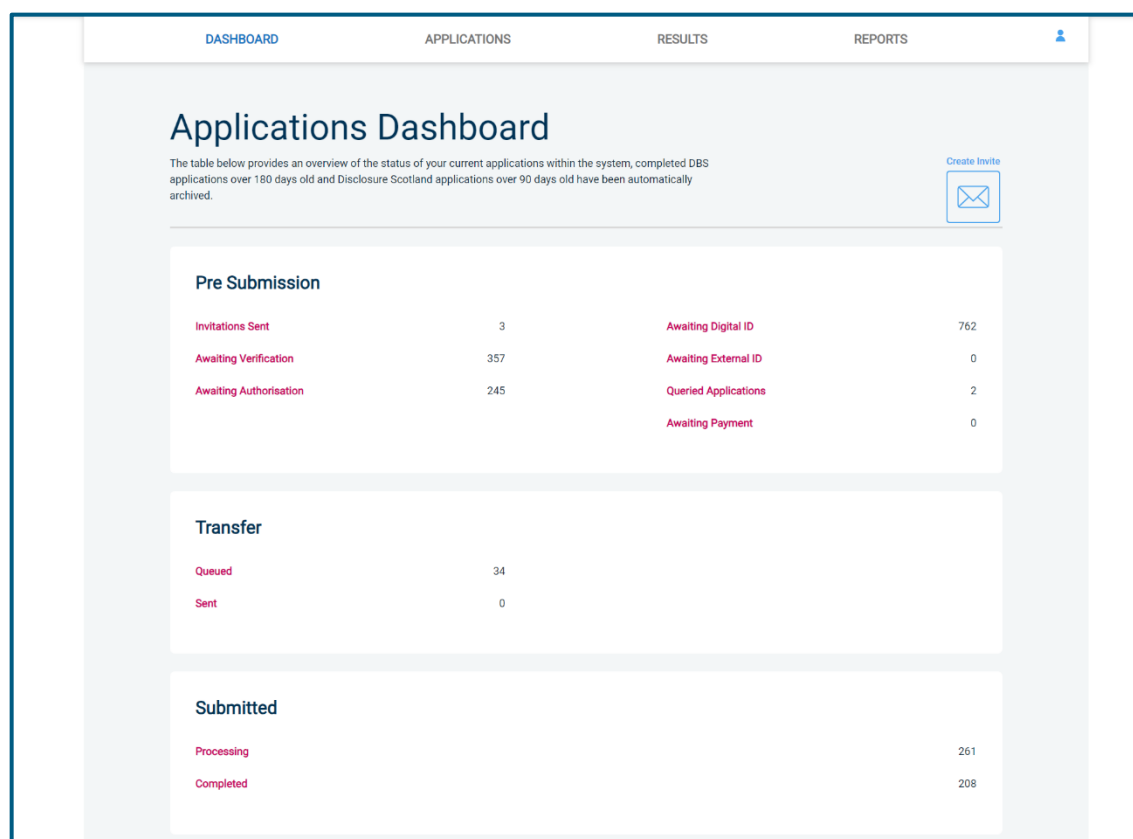 DASHBOARD APPLICATIONS RESULTS REPORTS
Applications Dashboard
The table below provides an overview of the status of your current applications within the system, completed DBS
applications over 180 days old and Disclosure Scotland applications over 90 days old have been automatically
archived.
Create Invite
Pre Submission
Invitations Sent 3 Awaiting Digital ID 762
Awaiting Verification 357 Awaiting External ID 0
Awaiting Authorisation 245 Queried Applications 2
Awaiting Payment 0
Transfer
Queued 34
Sent 0
Submitted
Processing 261
Completed 208